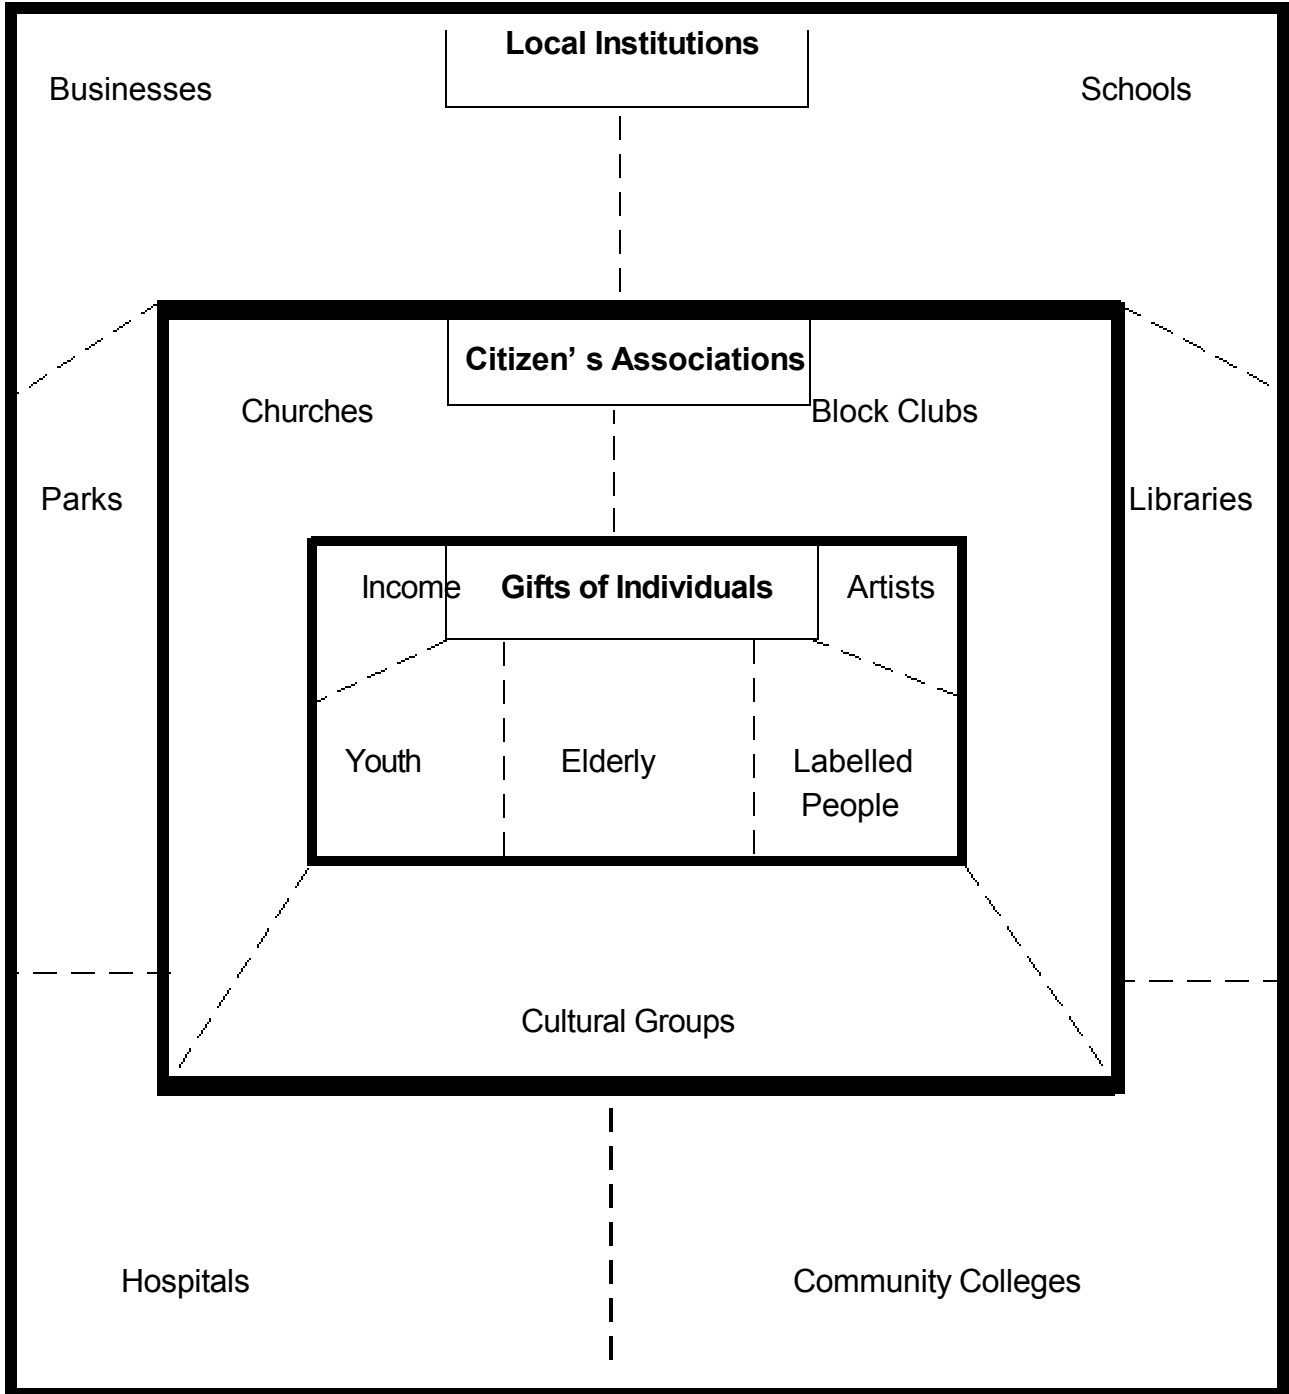 Local Institutions
Businesses
Schools
Citizen’ s Associations
Churches
Block Clubs
Parks
Libraries
Income
Gifts of Individuals
Artists
Youth
Elderly
Labelled
People
Cultural Groups
Hospitals
Community Colleges